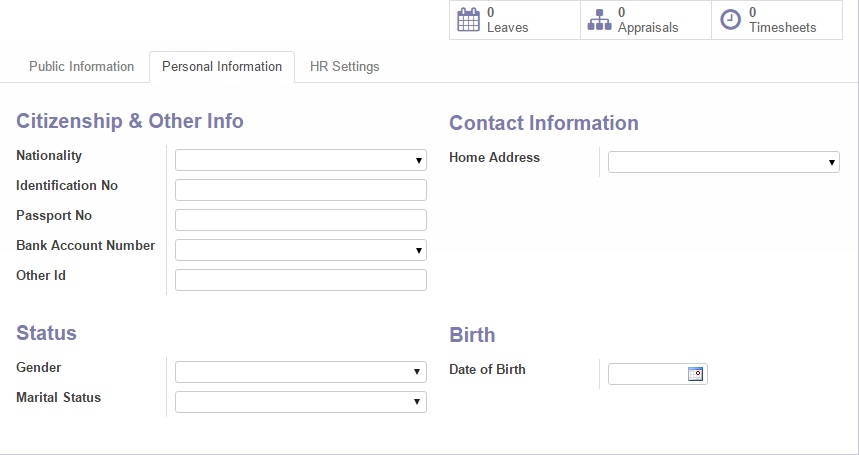 0
Leaves
0
Appraisals
0
Timesheets
Public Information
Personal Information
HR Settings
Citizenship & Other Info
Nationality
Identification No
Passport No
Bank Account Number
Other Id
Contact Information
Home Address
Status
Gender
Marital Status
Birth
Date of Birth